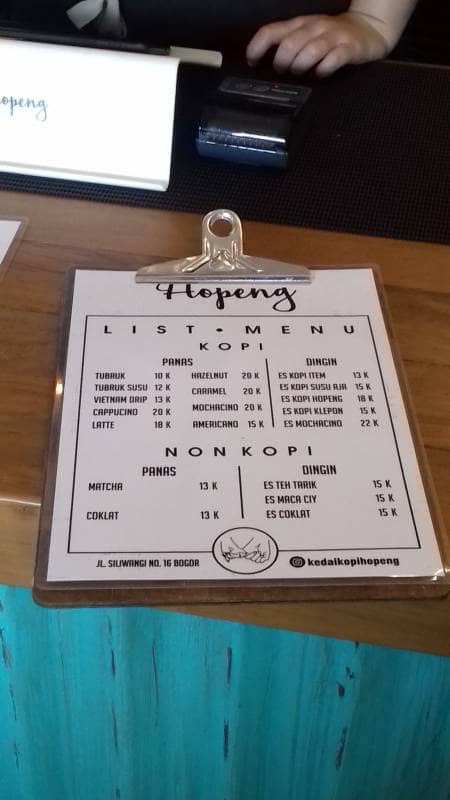 openg
Hopeng
LIST • MENU
KOPI
PANAS
TUBRUK 10 K
TUBRUK SUSU 12 K
VIETNAM DRIP 13 K
CAPPUCINO 20 K
LATTE 18 K
HAZELNUT 20 K
CARAMEL 20 K
MOCHACINO 20 K
AMERICANO 15 K
DINGIN
ES KOPI ITEM 13 K
ES KOPI SUSU AJA 15 K
ES KOPI HOPENG 18 K
ES KOPI KLEPON 15 K
ES MOCHACINO 22 K
NON KOPI
PANAS
MATCHA 13 K
COKLAT 13 K
DINGIN
ES TEH TARIK 15 K
ES MACA CIY 15 K
ES COKLAT 15 K
JL. SILIWANGI NO. 16 BOGOR
kedaikopihopeng